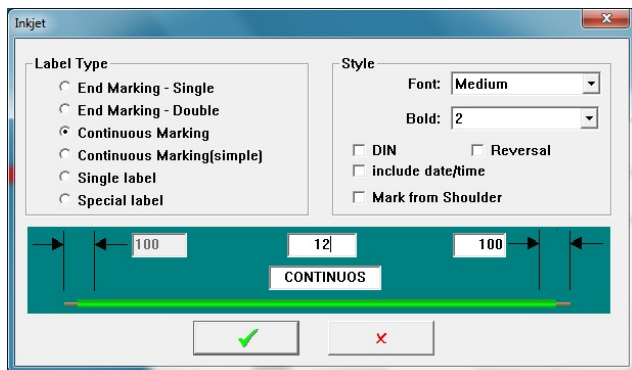 Inkjet
Label Type
End Marking - Single
End Marking - Double
Continuous Marking
Continuous Marking(simple)
Single label
Special label
Style
Font: Medium
Bold: 2
DIN Reversal
include date/time
Mark from Shoulder
100 12 100
CONTINUOS